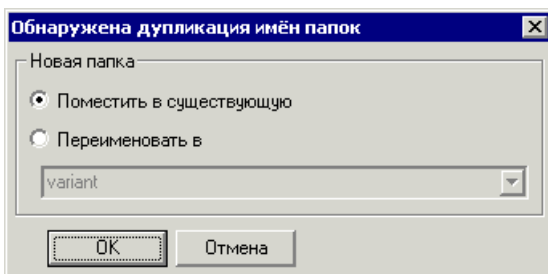 Обнаружена дупликация имён папок
Новая папка
Поместить в существующую
Переименовать в
variant
OK
Отмена